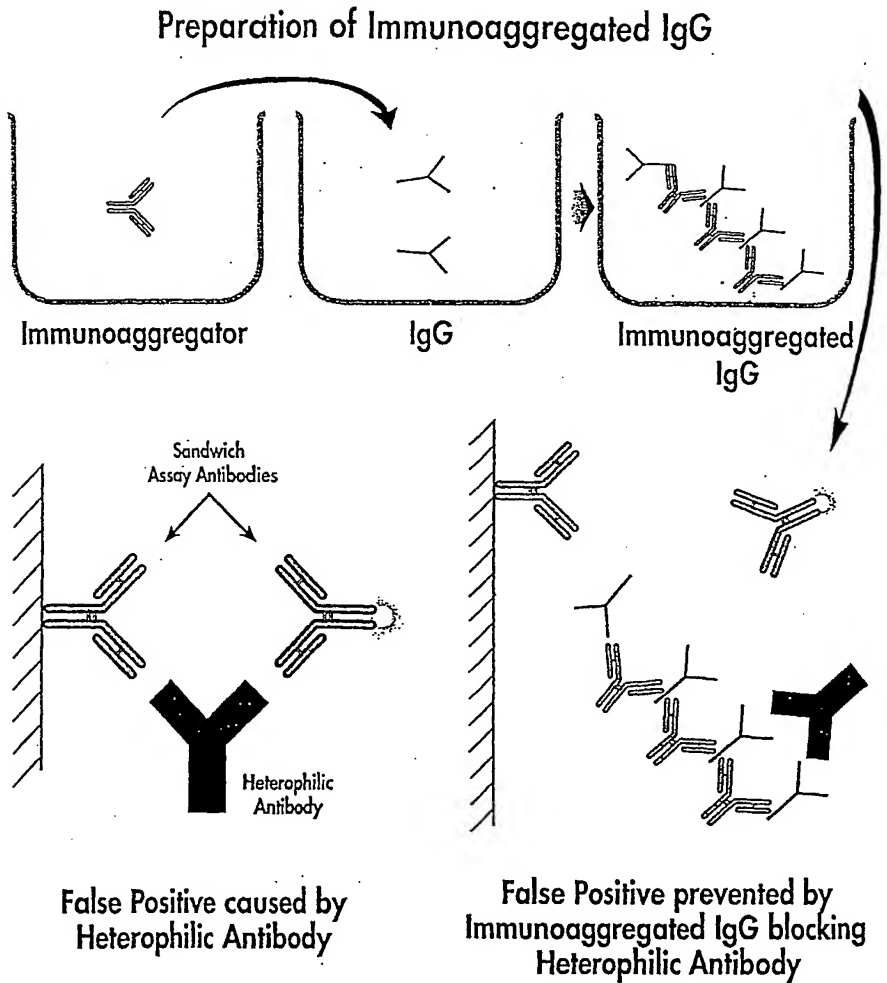 Preparation of Immunoaggregated IgG
Immunoaggregator
IgG
Immunoaggregated
IgG
Sandwich
Assay Antibodies
Heterophilic
Antibody
False Positive caused by
Heterophilic Antibody
False Positive prevented by
Immunoaggregated IgG blocking
Heterophilic Antibody